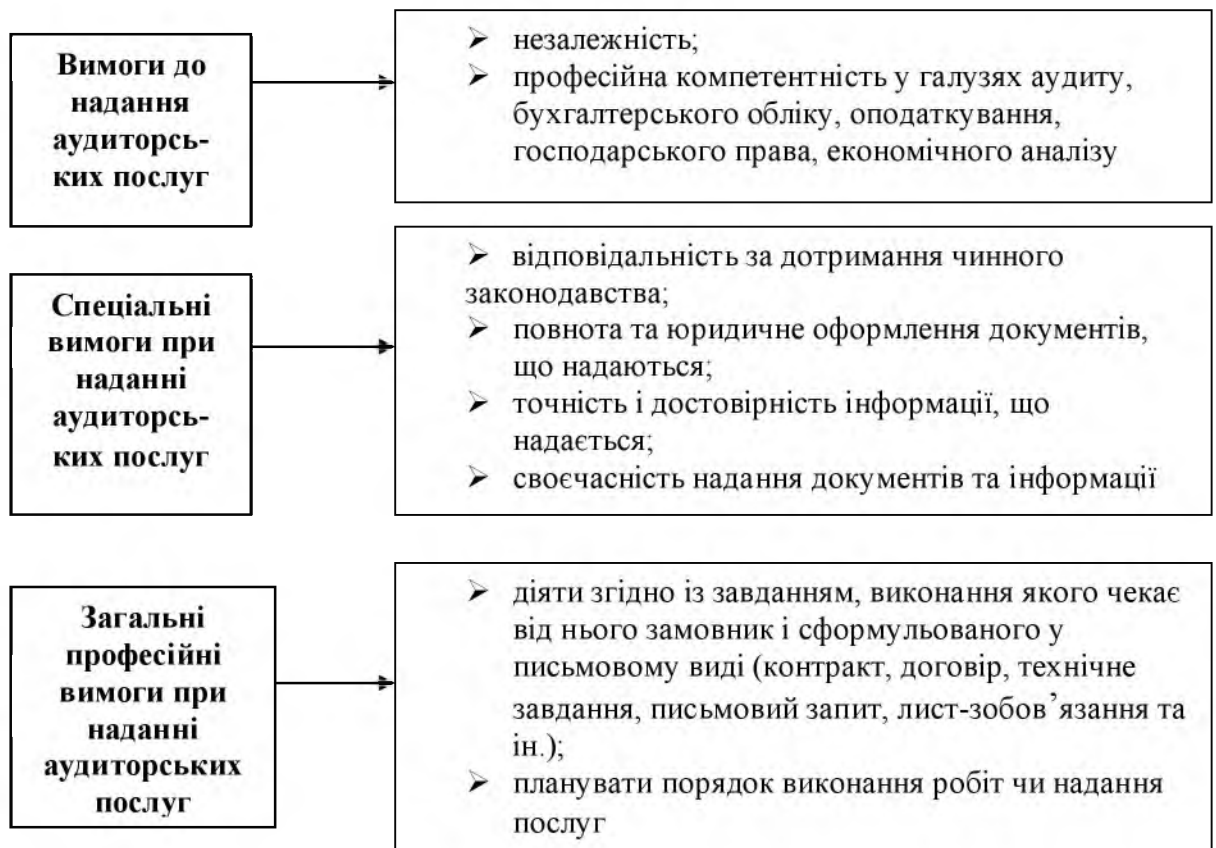 Вимоги до
надання
аудиторсь-
ких послуг
➢ незалежність;
➢ професійна компетентність у галузях аудиту,
бухгалтерського обліку, оподаткування,
господарського права, економічного аналізу
Спеціальні
вимоги при
наданні
аудиторсь-
ких послуг
➢ відповідальність за дотримання чинного
законодавства;
➢ повнота та юридичне оформлення документів,
що надаються;
➢ точність і достовірність інформації, що
надається;
➢ своєчасність надання документів та інформації
Загальні
професійні
вимоги при
наданні
аудиторських
послуг
➢ діяти згідно із завданням, виконання якого чекає
від нього замовник і сформульованого у
письмовому виді (контракт, договір, технічне
завдання, письмовий запит, лист-зобов’язання та
ін.);
➢ планувати порядок виконання робіт чи надання
послуг